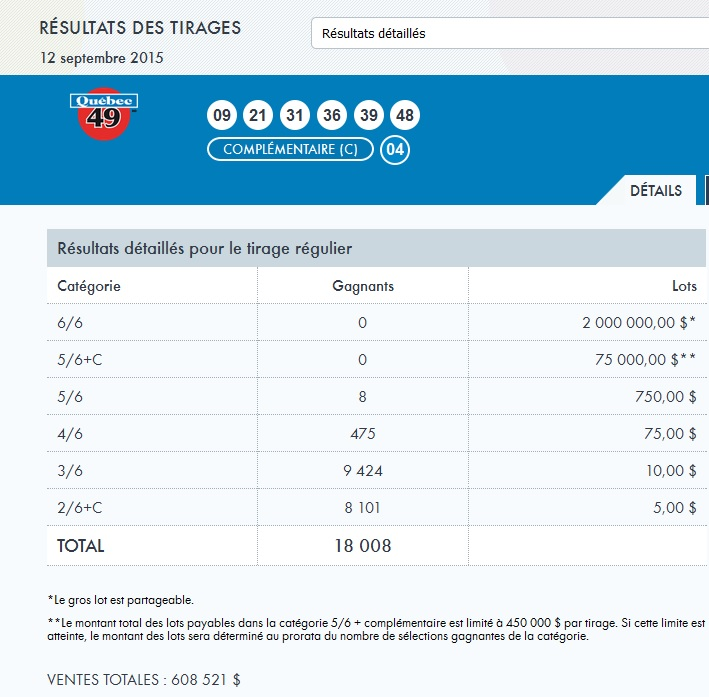 RÉSULTATS DES TIRAGES
Résultats détaillés
12 septembre 2015
Québec
49
09 21 31 36 39 48
COMPLÉMENTAIRE (C) 04
DÉTAILS
Résultats détaillés pour le tirage régulier
Catégorie Gagnants Lots
6/6 0 2 000 000,00 $*
5/6+C 0 75 000,00 $**
5/6 8 750,00 $
4/6 475 75,00 $
3/6 9 424 10,00 $
2/6+C 8 101 5,00 $
TOTAL 18 008
*Le gros lot est partageable.
**Le montant total des lots payables dans la catégorie 5/6 + complémentaire est limité à 450 000 $ par tirage. Si cette limite est
atteinte, le montant des lots sera déterminé au prorata du nombre de sélections gagnantes de la catégorie.
VENTES TOTALES : 608 521 $